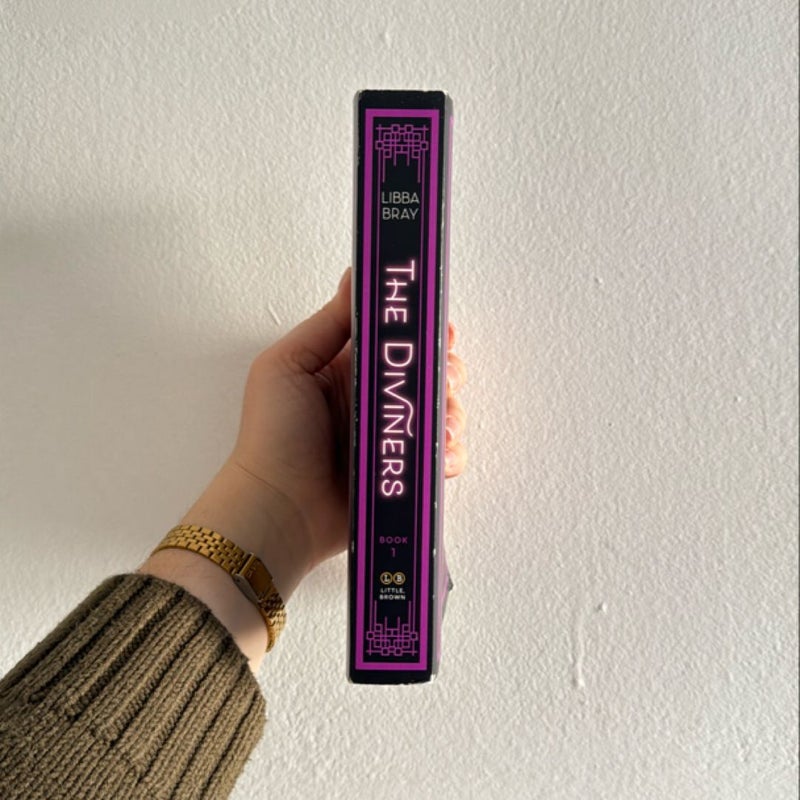 LIBBA
BRAY
THE DIVINERS
BOOK
1
LB
LITTLE,
BROWN